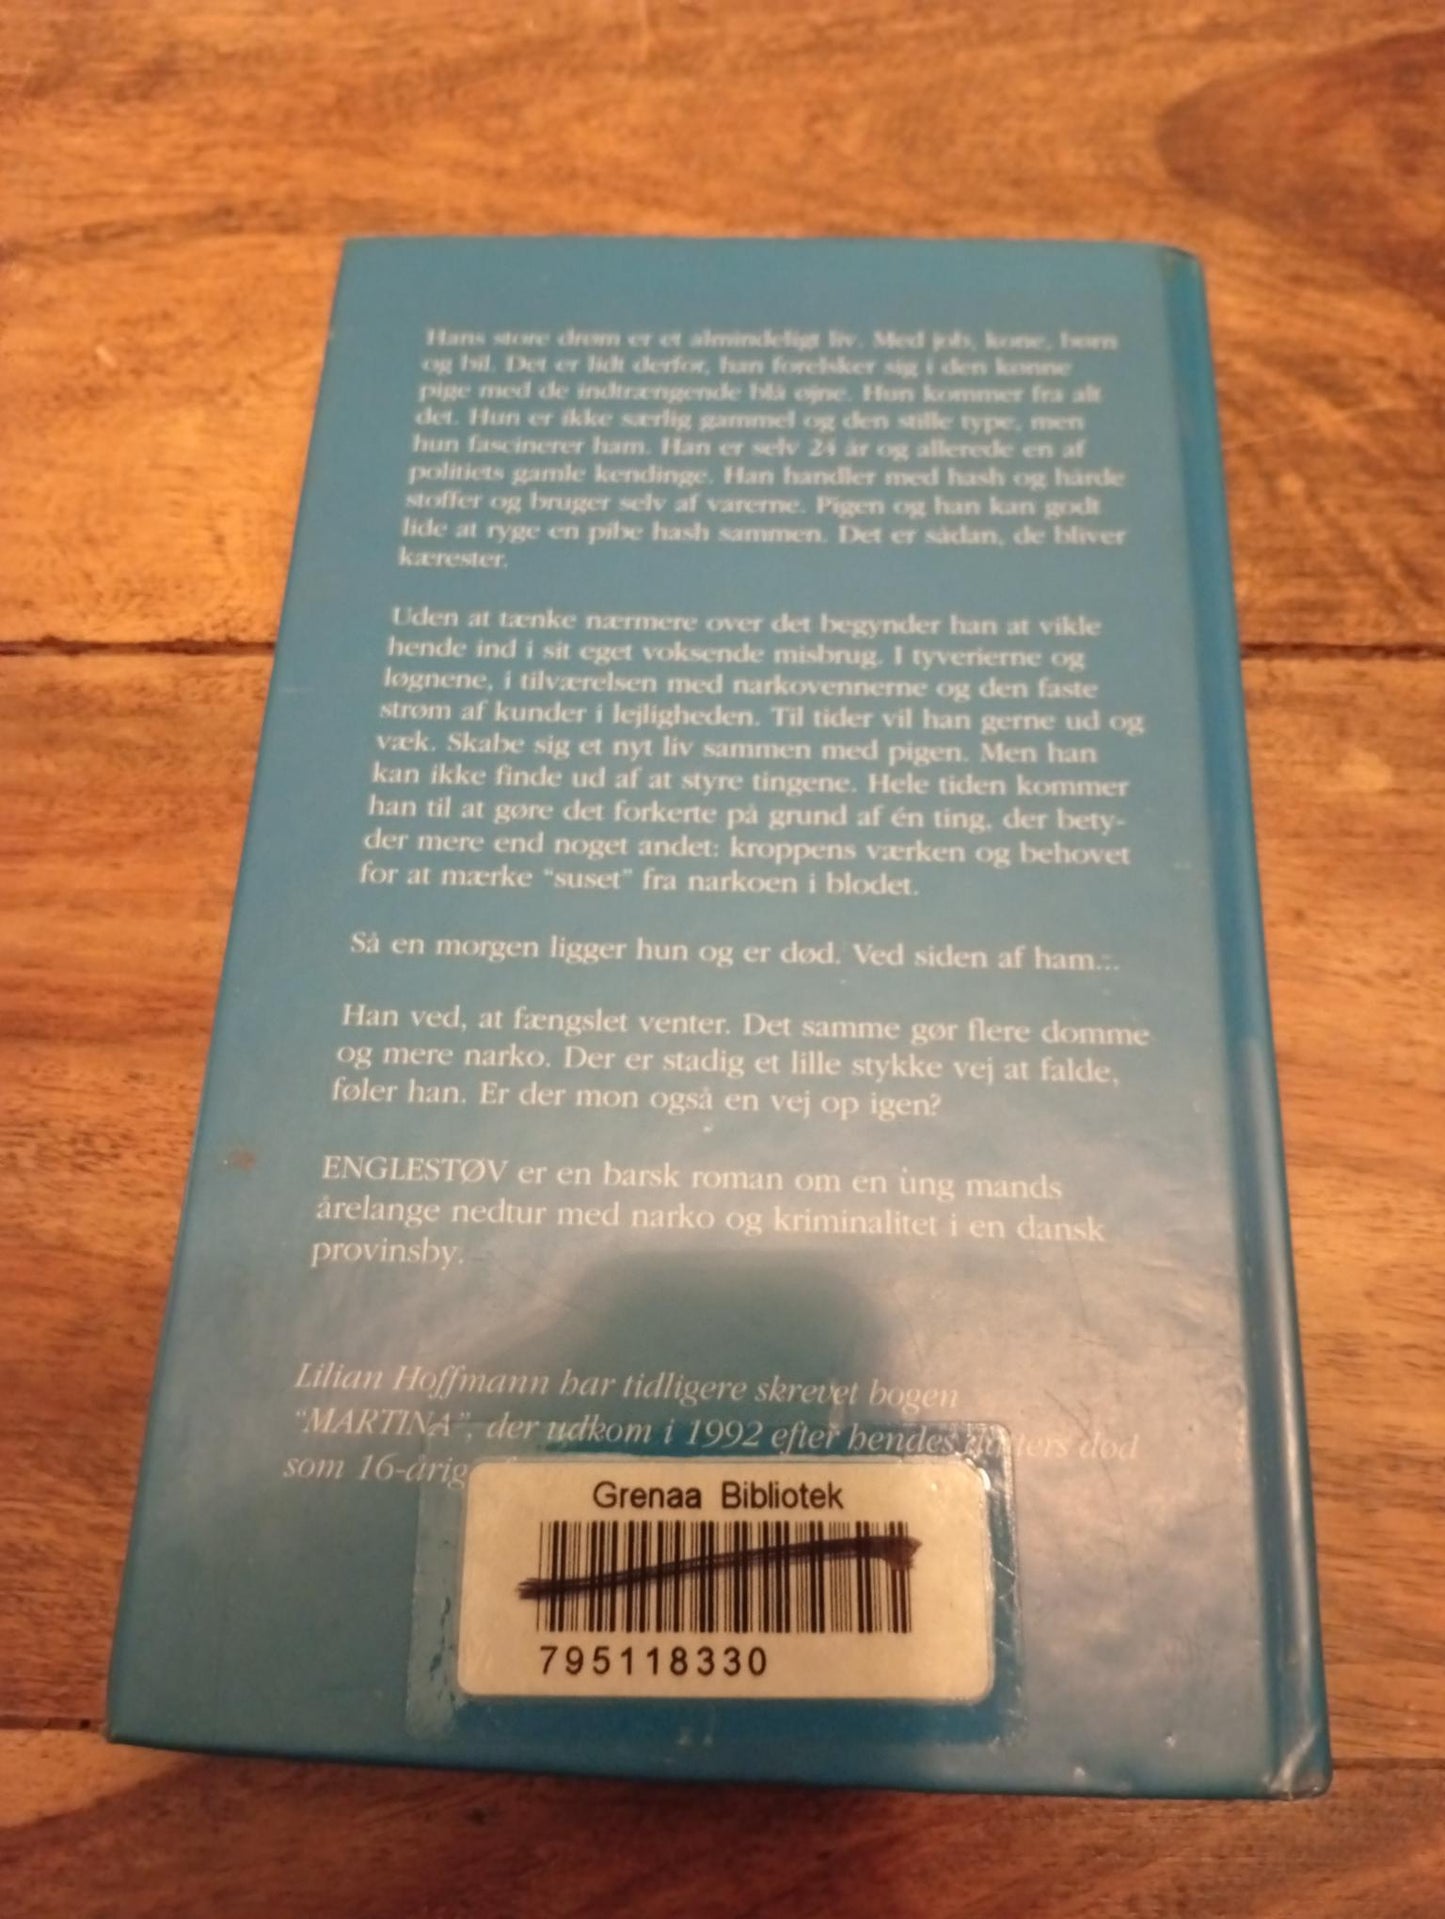 Hans store drøm er et almindeligt liv. Med job, kone, børn
og bil. Det er lidt derfor, han forelsker sig i den kønne
pige med de indtrængende blå øjne. Hun kommer fra alt
det. Hun er ikke særlig gammel og den stille type, men
hun fascinerer ham. Han er selv 24 år og allerede en af
politiets gamle kendinge. Han handler med hash og hårde
stoffer og bruger selv af varerne. Pigen og han kan godt
lide at ryge en pibe hash sammen. Det er sådan, de bliver
kærester.
Uden at tænke nærmere over det begynder han at vikle
hende ind i sit eget voksende misbrug. I tyverierne og
løgnene, i tilværelsen med narkovennerne og den faste
strøm af kunder i lejligheden. Til tider vil han gerne ud og
væk. Skabe sig et nyt liv sammen med pigen. Men han
kan ikke finde ud af at styre tingene. Hele tiden kommer
han til at gøre det forkerte på grund af én ting, der bety-
der mere end noget andet: kroppens værken og behovet
for at mærke "suset" fra narkoen i blodet.
Så en morgen ligger hun og er død. Ved siden af ham...
Han ved, at fængslet venter. Det samme gør flere domme
og mere narko. Der er stadig et lille stykke vej at falde,
føler han. Er der mon også en vej op igen?
ENGLESTØV er en barsk roman om en ung mands
årelange nedtur med narko og kriminalitet i en dansk
provinsby.
Lilian Hoffmann har tidligere skrevet bogen
"MARTINA", der udkom i 1992 efter hendes datters død
som 16-årig
Grenaa Bibliotek
795118330